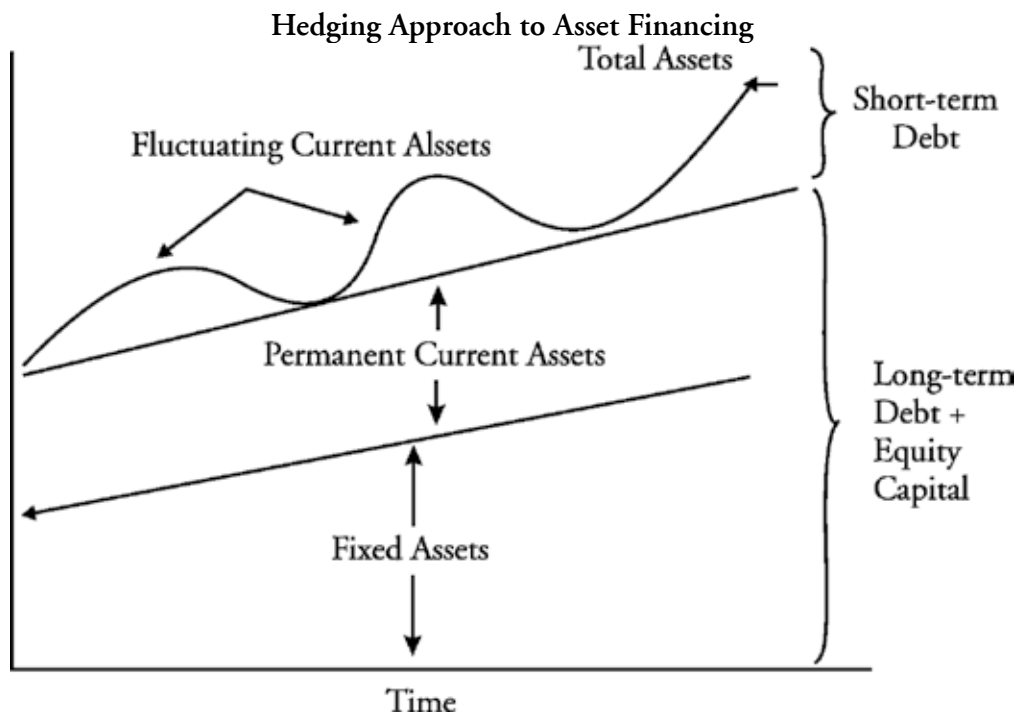 Hedging Approach to Asset Financing
Total Assets
Short-term
Debt
Fluctuating Current Alssets
Permanent Current Assets
Long-term
Debt +
Equity
Capital
Fixed Assets
Time